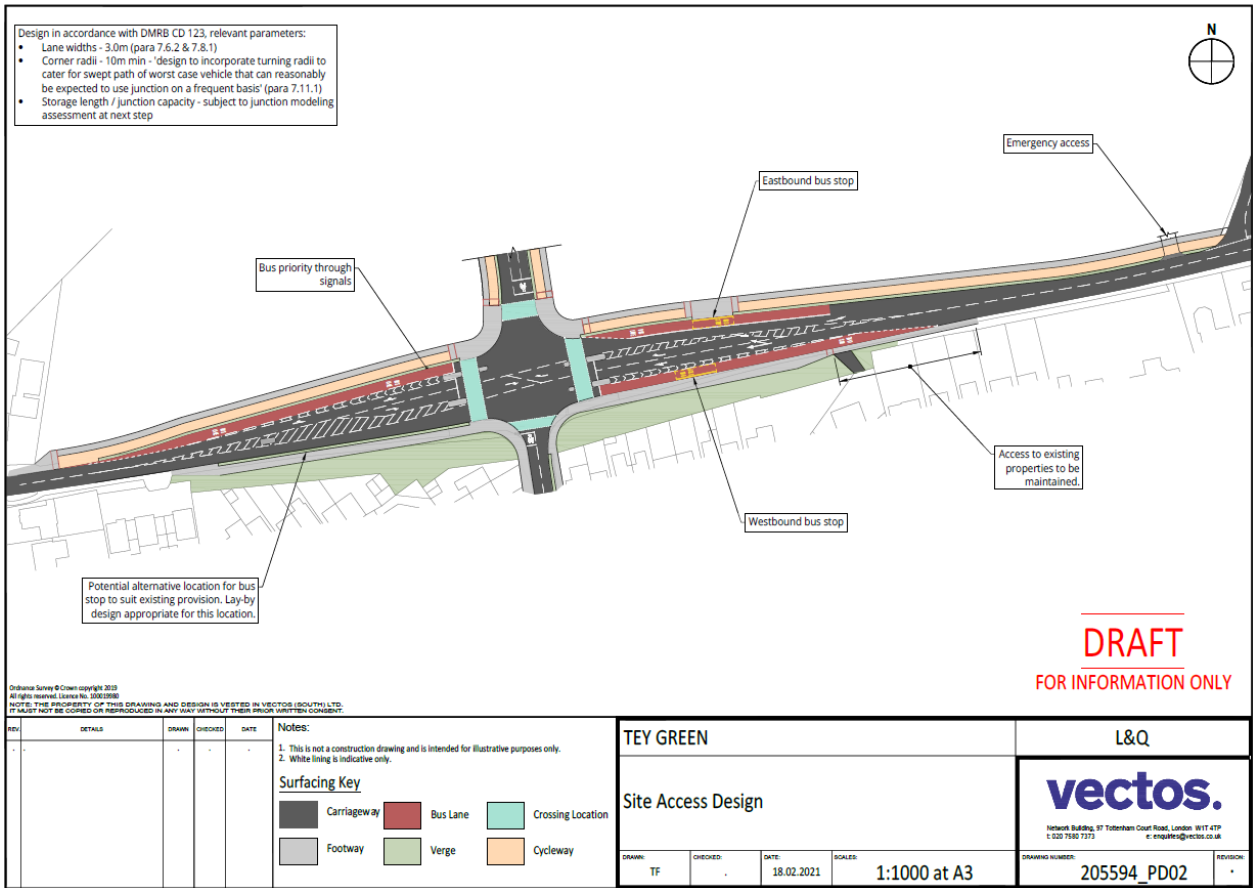 Design in accordance with DMRB CD 123, relevant parameters:
• Lane widths - 3.0m (para 7.6.2 & 7.8.1)
• Corner radii - 10m min - 'design to incorporate turning radii to
cater for swept path of worst case vehicle that can reasonably
be expected to use junction on a frequent basis' (para 7.11.1)
• Storage length / junction capacity - subject to junction modeling
assessment at next step
N
Emergency access
Eastbound bus stop
Bus priority through
signals
Access to existing
properties to be
maintained.
Westbound bus stop
Potential alternative location for bus
stop to suit existing provision. Lay-by
design appropriate for this location.
DRAFT
FOR INFORMATION ONLY
Ordnance Survey © Crown copyright 2019
All rights reserved. Licence No. 100019980
NOTE: THE PROPERTY OF THIS DRAWING AND DESIGN IS VESTED IN VECTOS (SOUTH) LTD.
IT MUST NOT BE COPIED OR REPRODUCED IN ANY WAY WITHOUT THEIR PRIOR WRITTEN CONSENT.
REV. DETAILS DRAWN CHECKED DATE
Notes:
1. This is not a construction drawing and is intended for illustrative purposes only.
2. White lining is indicative only.
Surfacing Key
Carriageway
Bus Lane
Crossing Location
Footway
Verge
Cycleway
TEY GREEN
L&Q
Site Access Design
vectos.
Network Building, 97 Tottenham Court Road, London W1T 4TP
t: 020 7580 7373 e: enquiries@vectos.co.uk
DRAWN: CHECKED: DATE: SCALES: DRAWING NUMBER: REVISION:
TF . 18.02.2021 1:1000 at A3 205594_PD02 .